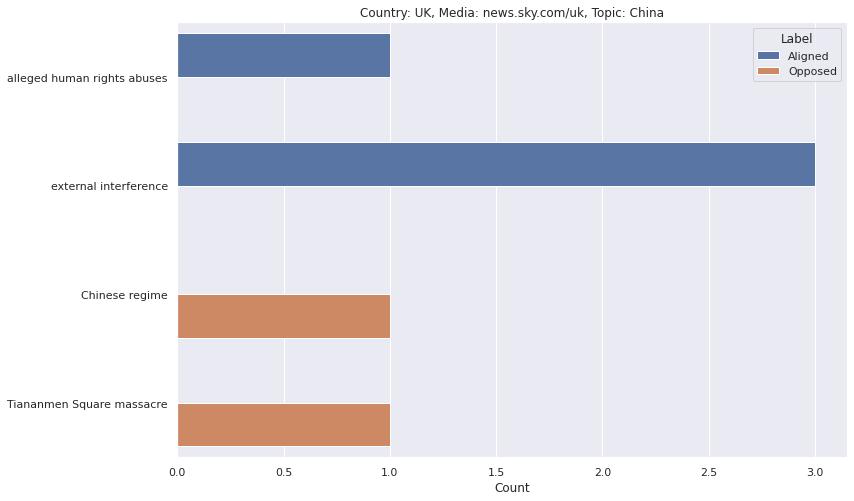 Country: UK, Media: news.sky.com/uk, Topic: China
Label
Aligned
Opposed
alleged human rights abuses
external interference
Chinese regime
Tiananmen Square massacre
0.0 0.5 1.0 1.5 2.0 2.5 3.0
Count